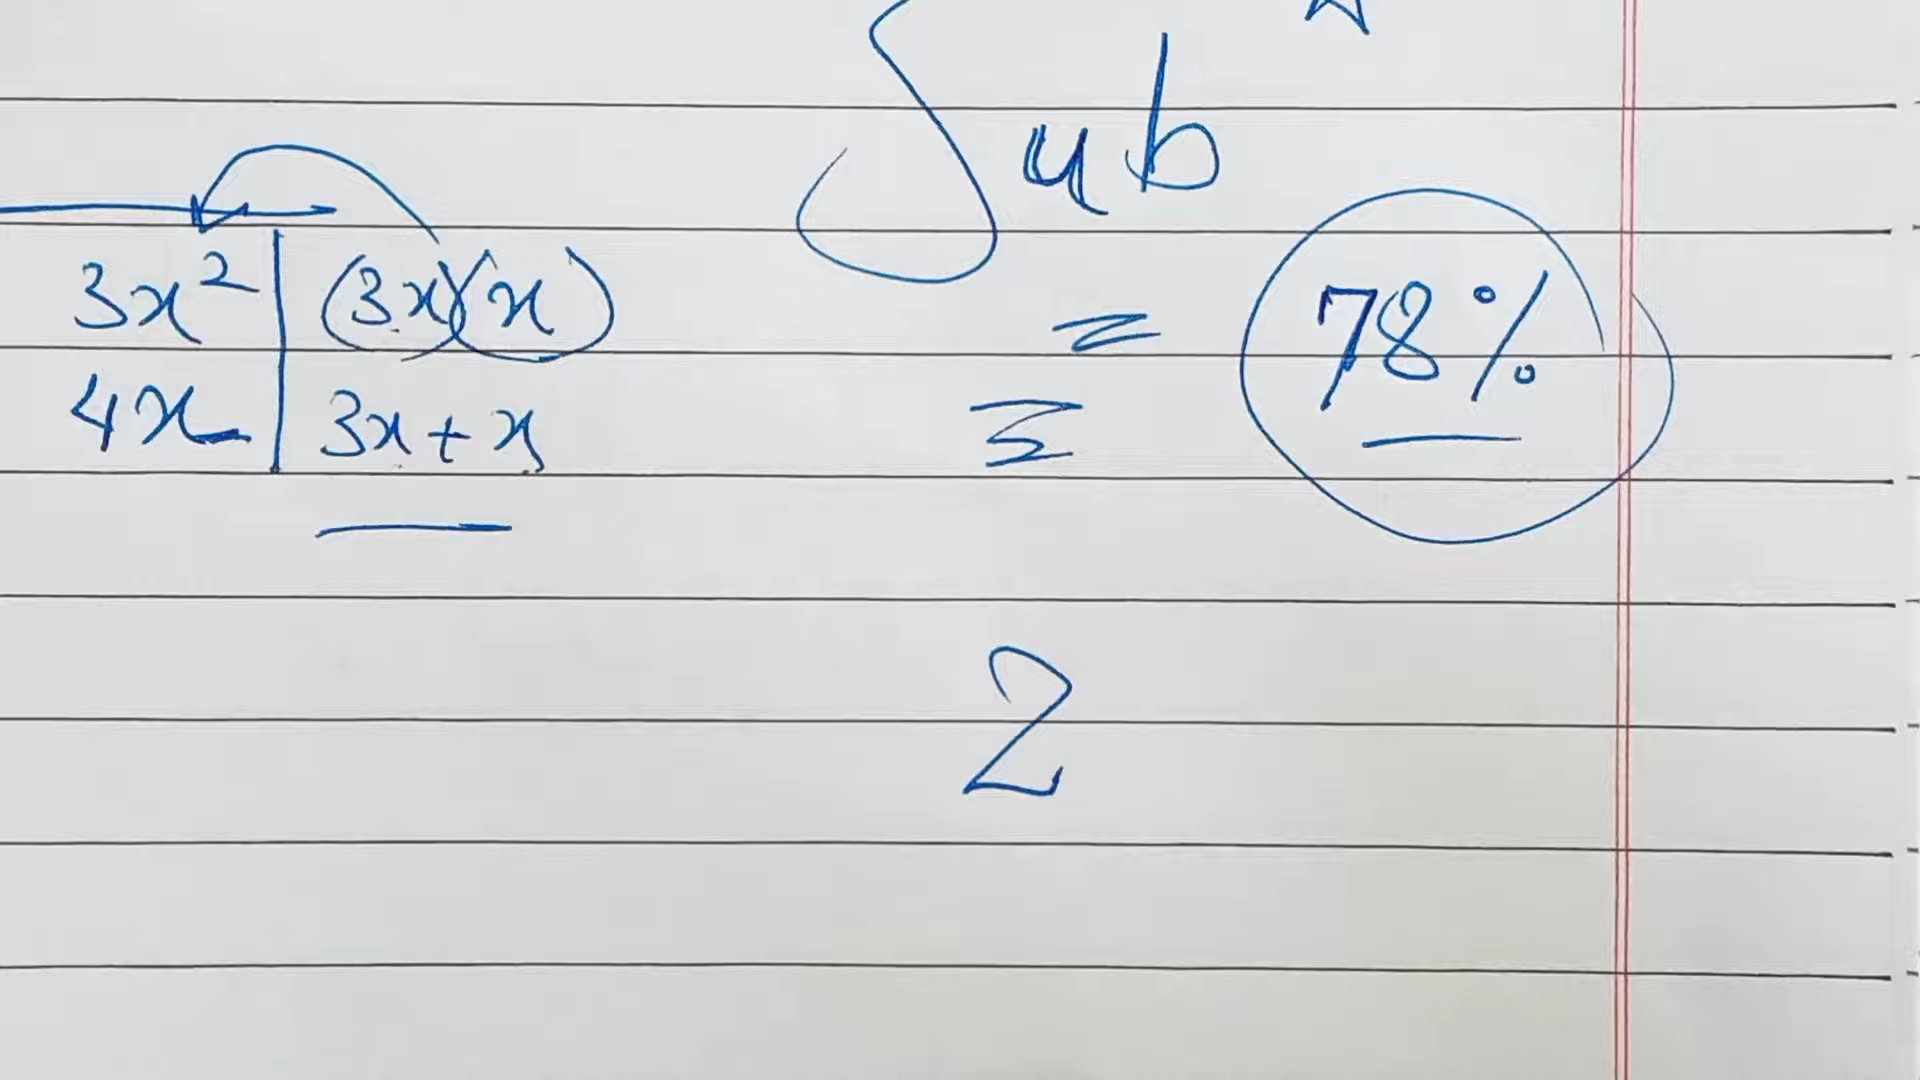 Sub
3x² | (3x)(x)
= 78%
4x | 3x + x
2